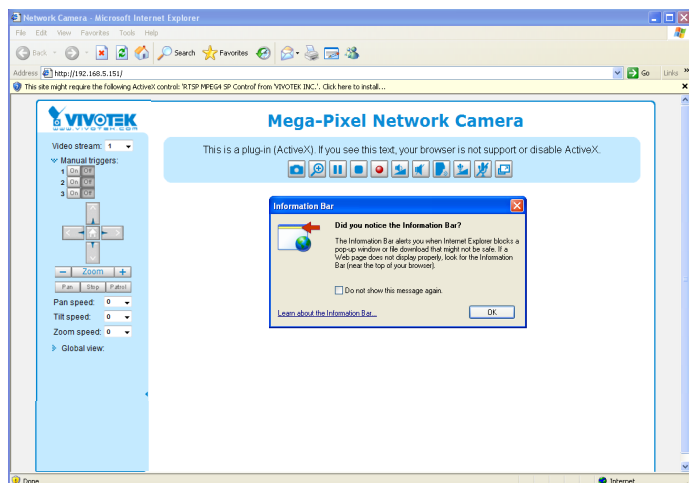 Network Camera - Microsoft Internet Explorer
File Edit View Favorites Tools Help
Back Search Favorites
Address http://192.168.5.151/ Go Links »
This site might require the following ActiveX control: 'RTSP MPEG4 SP Control' from 'VIVOTEK INC.'. Click here to install...
VIVOTEK
WWW.VIVOTEK.COM
Mega-Pixel Network Camera
This is a plug-in (ActiveX). If you see this text, your browser is not support or disable ActiveX.
Video stream: 1
Manual triggers:
1 On Off
2 On Off
3 On Off
Zoom
Pan Stop Patrol
Pan speed: 0
Tilt speed: 0
Zoom speed: 0
Global view:
Information Bar
Did you notice the Information Bar?
The Information Bar alerts you when Internet Explorer blocks a
pop-up window or file download that might not be safe. If a
Web page does not display properly, look for the Information
Bar (near the top of your browser).
Do not show this message again.
Learn about the Information Bar...
OK
Done
Internet